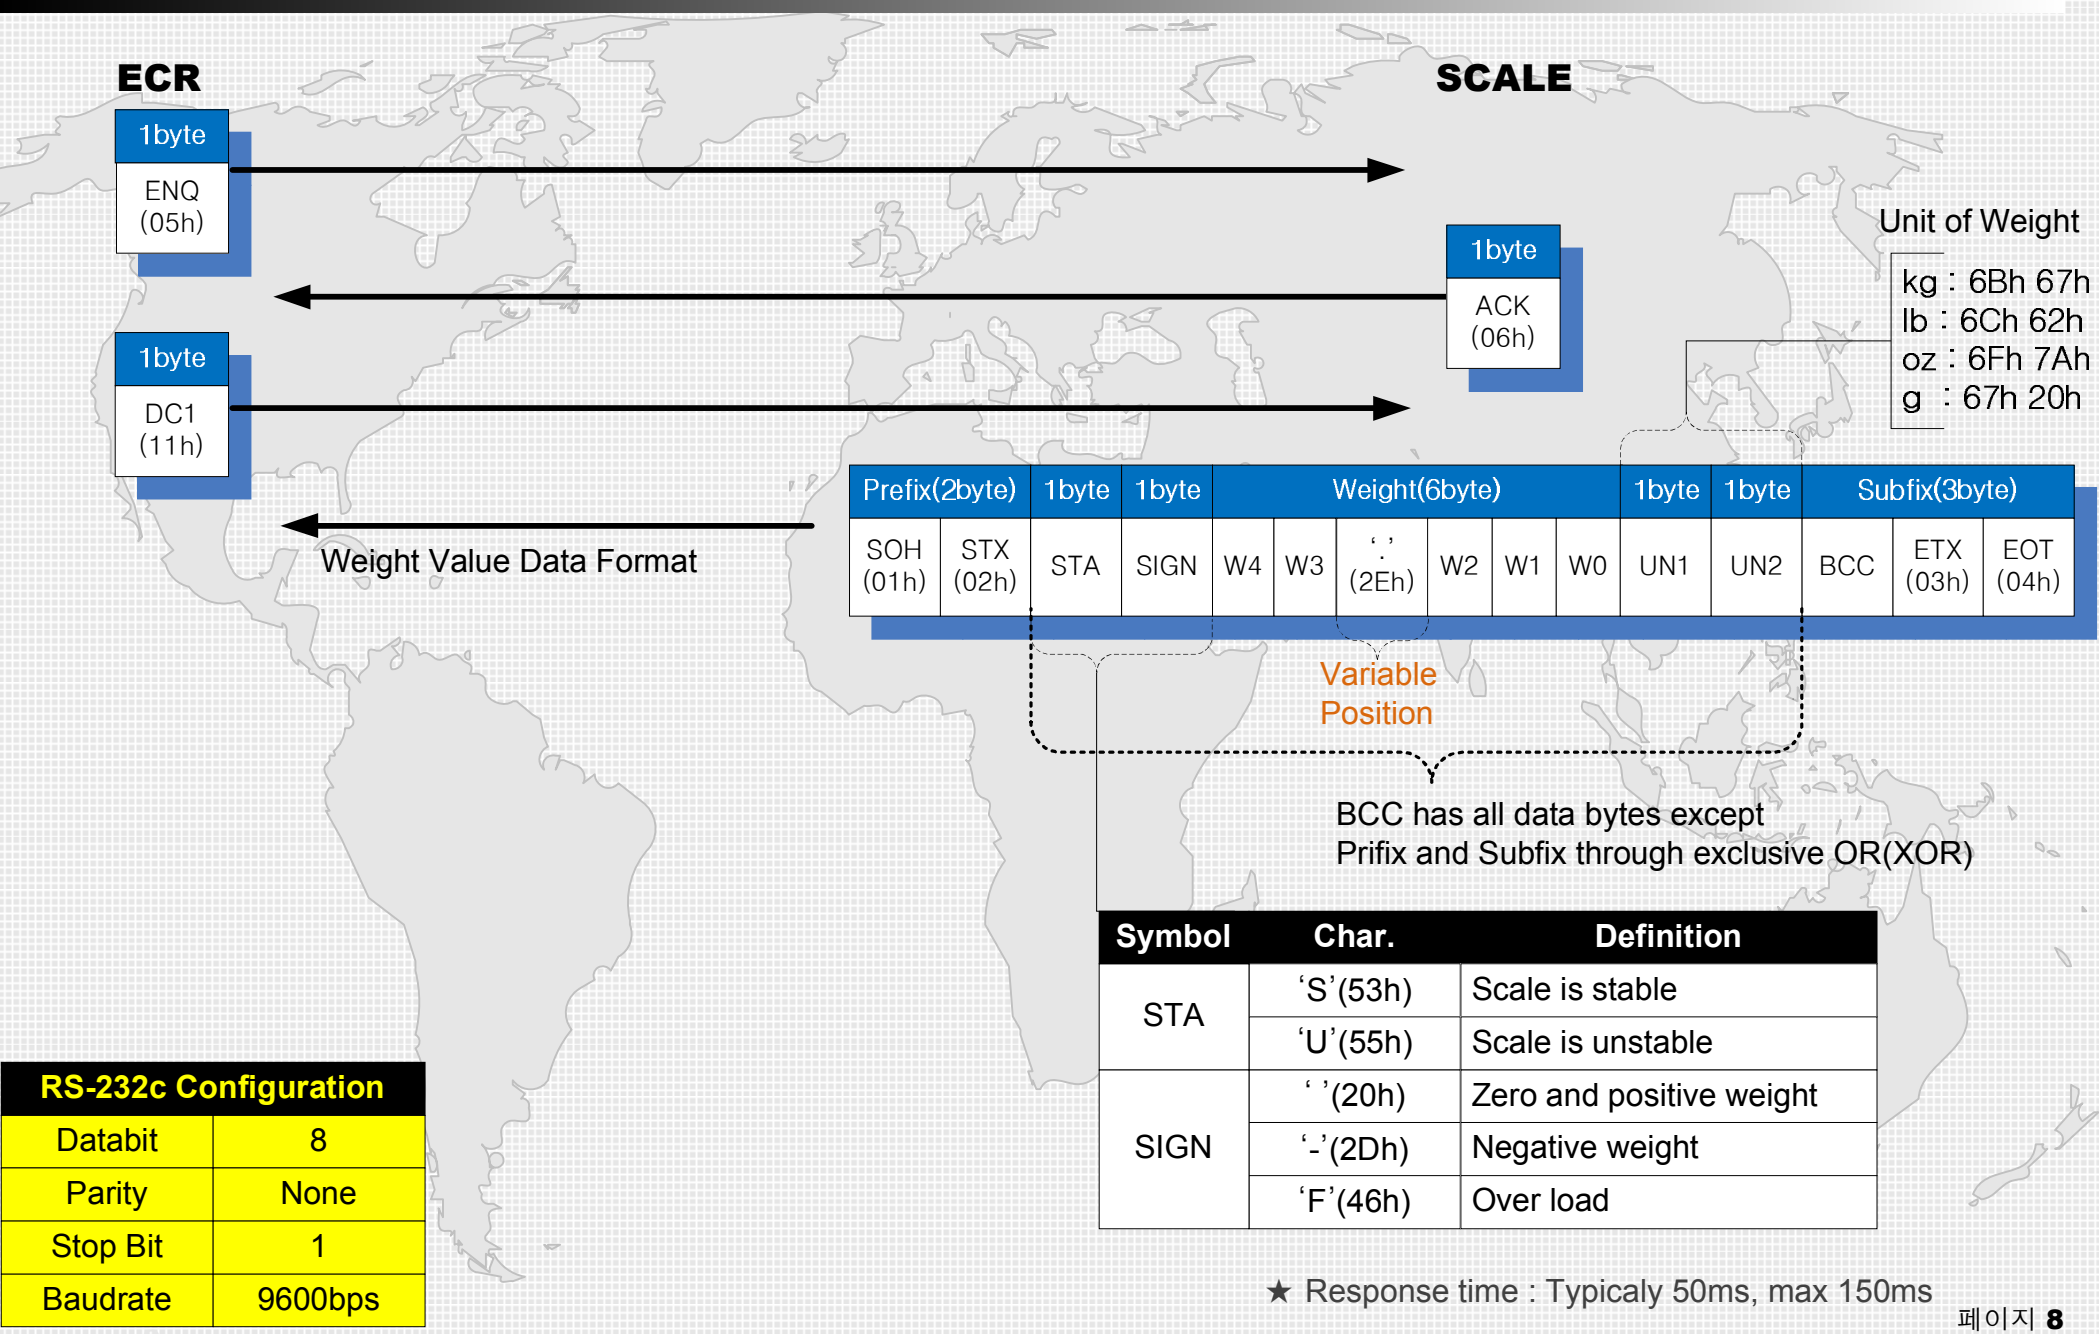 ECR
SCALE
1byte
ENQ
(05h)
1byte
ACK
(06h)
Unit of Weight
kg : 6Bh 67h
lb : 6Ch 62h
oz : 6Fh 7Ah
g : 67h 20h
1byte
DC1
(11h)
Weight Value Data Format
Prefix(2byte) 1byte 1byte Weight(6byte) 1byte 1byte Subfix(3byte)
SOH (01h) STX (02h) STA SIGN W4 W3 '.' (2Eh) W2 W1 W0 UN1 UN2 BCC ETX (03h) EOT (04h)
Variable
Position
BCC has all data bytes except
Prifix and Subfix through exclusive OR(XOR)
Symbol Char. Definition
STA
'S'(53h) Scale is stable
'U'(55h) Scale is unstable
SIGN
' '(20h) Zero and positive weight
'-'(2Dh) Negative weight
'F'(46h) Over load
RS-232c Configuration
Databit 8
Parity None
Stop Bit 1
Baudrate 9600bps
★ Response time : Typicaly 50ms, max 150ms
페이지 8